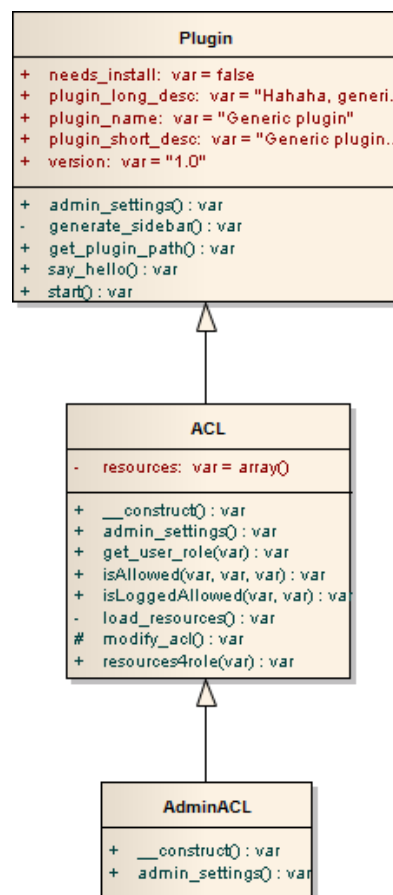 Plugin
+ needs_install: var = false
+ plugin_long_desc: var = "Hahaha, generi...
+ plugin_name: var = "Generic plugin"
+ plugin_short_desc: var = "Generic plugin...
+ version: var = "1.0"
+ admin_settings() : var
- generate_sidebar() : var
+ get_plugin_path() : var
+ say_hello() : var
+ start() : var
ACL
- resources: var = array()
+ __construct() : var
+ admin_settings() : var
+ get_user_role(var) : var
+ isAllowed(var, var, var) : var
+ isLoggedAllowed(var, var) : var
- load_resources() : var
# modify_acl() : var
+ resources4role(var) : var
AdminACL
+ __construct() : var
+ admin_settings() : var